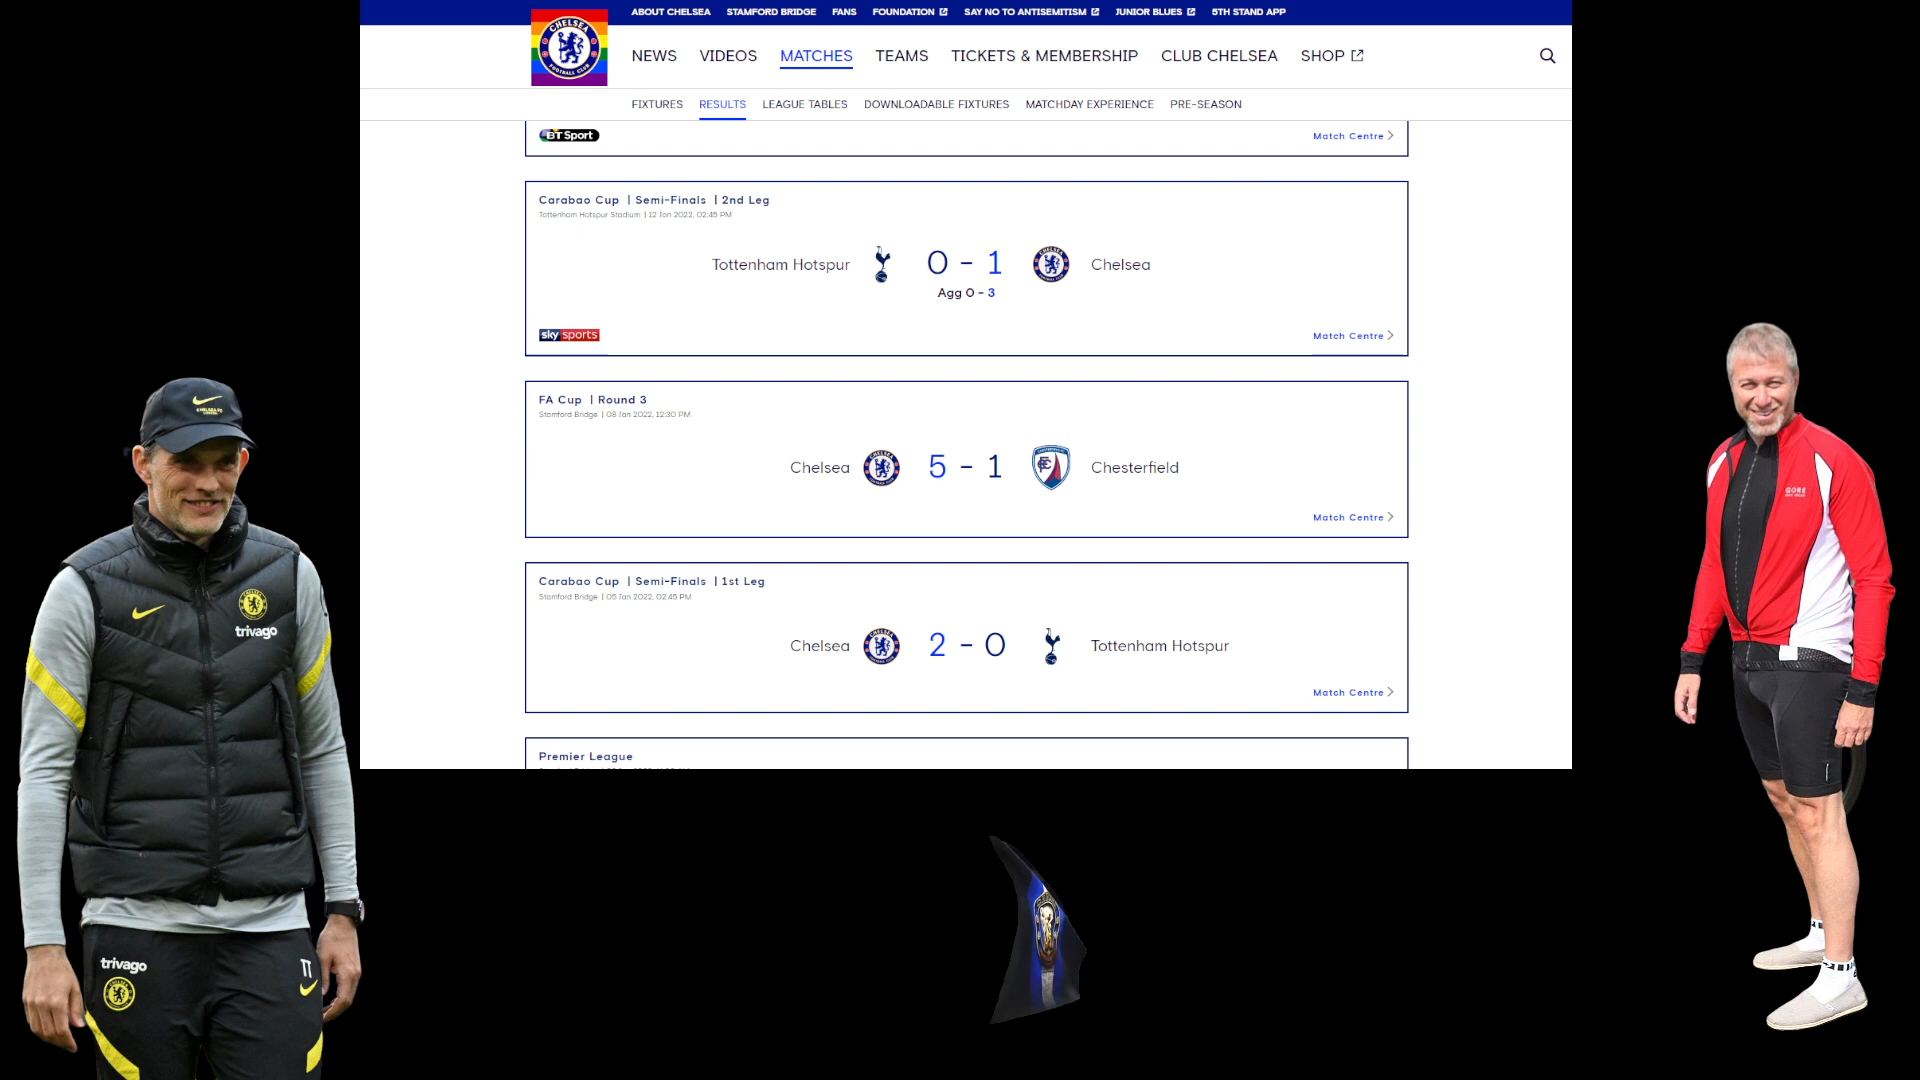 ABOUT CHELSEA STAMFORD BRIDGE FANS FOUNDATION SAY NO TO ANTISEMITISM JUNIOR BLUES 5TH STAND APP
CHELSEA
FOOTBALL CLUB
NEWS VIDEOS MATCHES TEAMS TICKETS & MEMBERSHIP CLUB CHELSEA SHOP
FIXTURES RESULTS LEAGUE TABLES DOWNLOADABLE FIXTURES MATCHDAY EXPERIENCE PRE-SEASON
BT Sport Match Centre
Carabao Cup | Semi-Finals | 2nd Leg
Tottenham Hotspur Stadium | 12 Jan 2022, 02:45 PM
Tottenham Hotspur 0 - 1 Chelsea
Agg 0 - 3
sky sports Match Centre
FA Cup | Round 3
Stamford Bridge | 08 Jan 2022, 12:30 PM
Chelsea 5 - 1 Chesterfield
Match Centre
Carabao Cup | Semi-Finals | 1st Leg
Stamford Bridge | 05 Jan 2022, 02:45 PM
Chelsea 2 - 0 Tottenham Hotspur
Match Centre
Premier League
trivago
trivago
TT
GORE